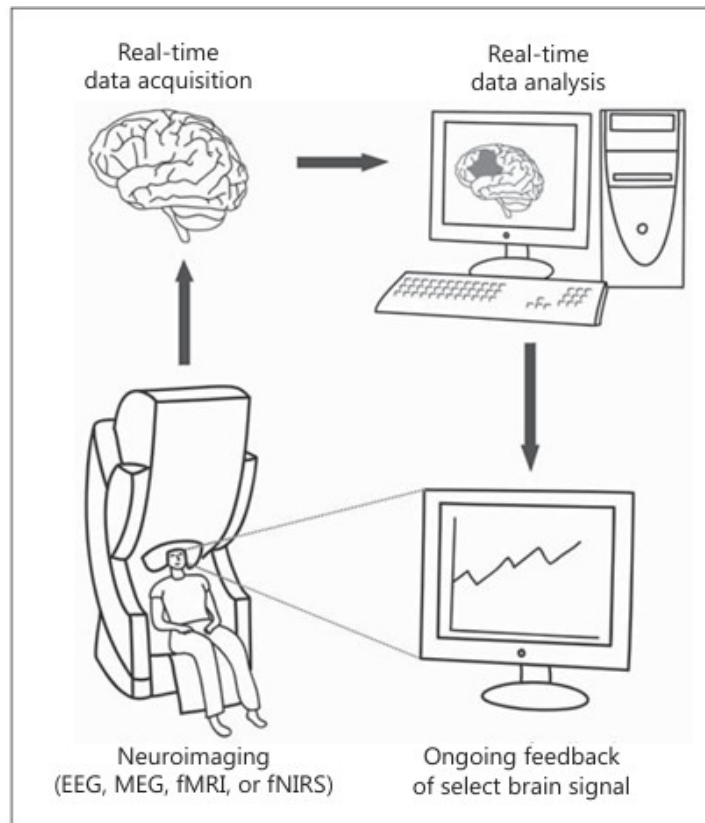 Real-time
data acquisition
Real-time
data analysis
Neuroimaging
(EEG, MEG, fMRI, or fNIRS)
Ongoing feedback
of select brain signal